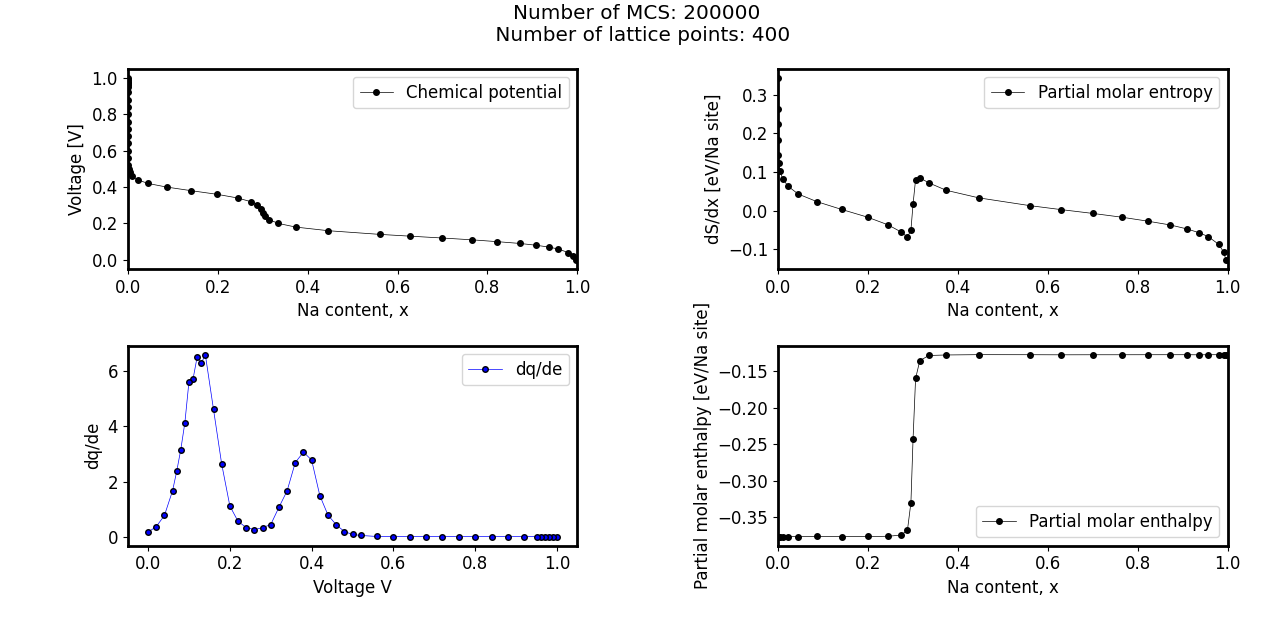 Number of MCS: 200000
Number of lattice points: 400
1.0
0.8
0.6
0.4
0.2
0.0
Voltage [V]
Chemical potential
0.0 0.2 0.4 0.6 0.8 1.0
Na content, x
0.3
0.2
0.1
0.0
−0.1
dS/dx [eV/Na site]
Partial molar entropy
0.0 0.2 0.4 0.6 0.8 1.0
Na content, x
6
4
2
0
dq/de
dq/de
0.0 0.2 0.4 0.6 0.8 1.0
Voltage V
−0.15
−0.20
−0.25
−0.30
−0.35
Partial molar enthalpy [eV/Na site]
Partial molar enthalpy
0.0 0.2 0.4 0.6 0.8 1.0
Na content, x